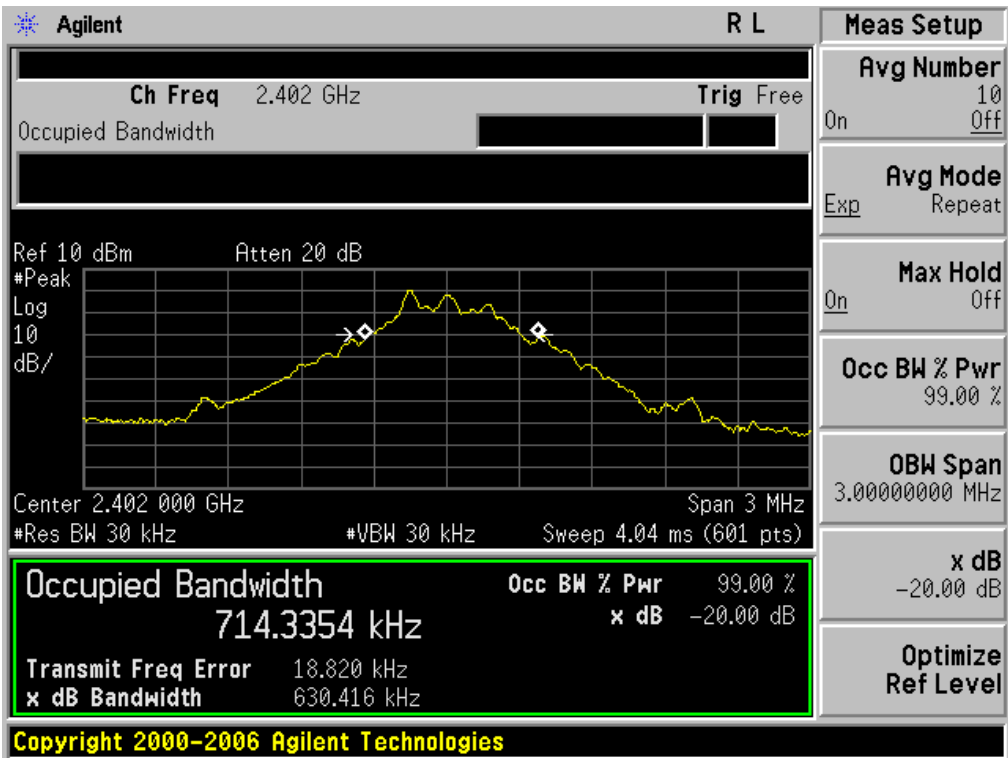 Agilent R L Meas Setup
Ch Freq 2.402 GHz Trig Free
Occupied Bandwidth
Ref 10 dBm Atten 20 dB
#Peak
Log
10
dB/
Center 2.402 000 GHz Span 3 MHz
#Res BW 30 kHz #VBW 30 kHz Sweep 4.04 ms (601 pts)
Occupied Bandwidth Occ BW % Pwr 99.00 %
714.3354 kHz x dB -20.00 dB
Transmit Freq Error 18.820 kHz
x dB Bandwidth 630.416 kHz
Copyright 2000-2006 Agilent Technologies
Avg Number
10
On Off
Avg Mode
Exp Repeat
Max Hold
On Off
Occ BW % Pwr
99.00 %
OBW Span
3.00000000 MHz
x dB
-20.00 dB
Optimize
Ref Level